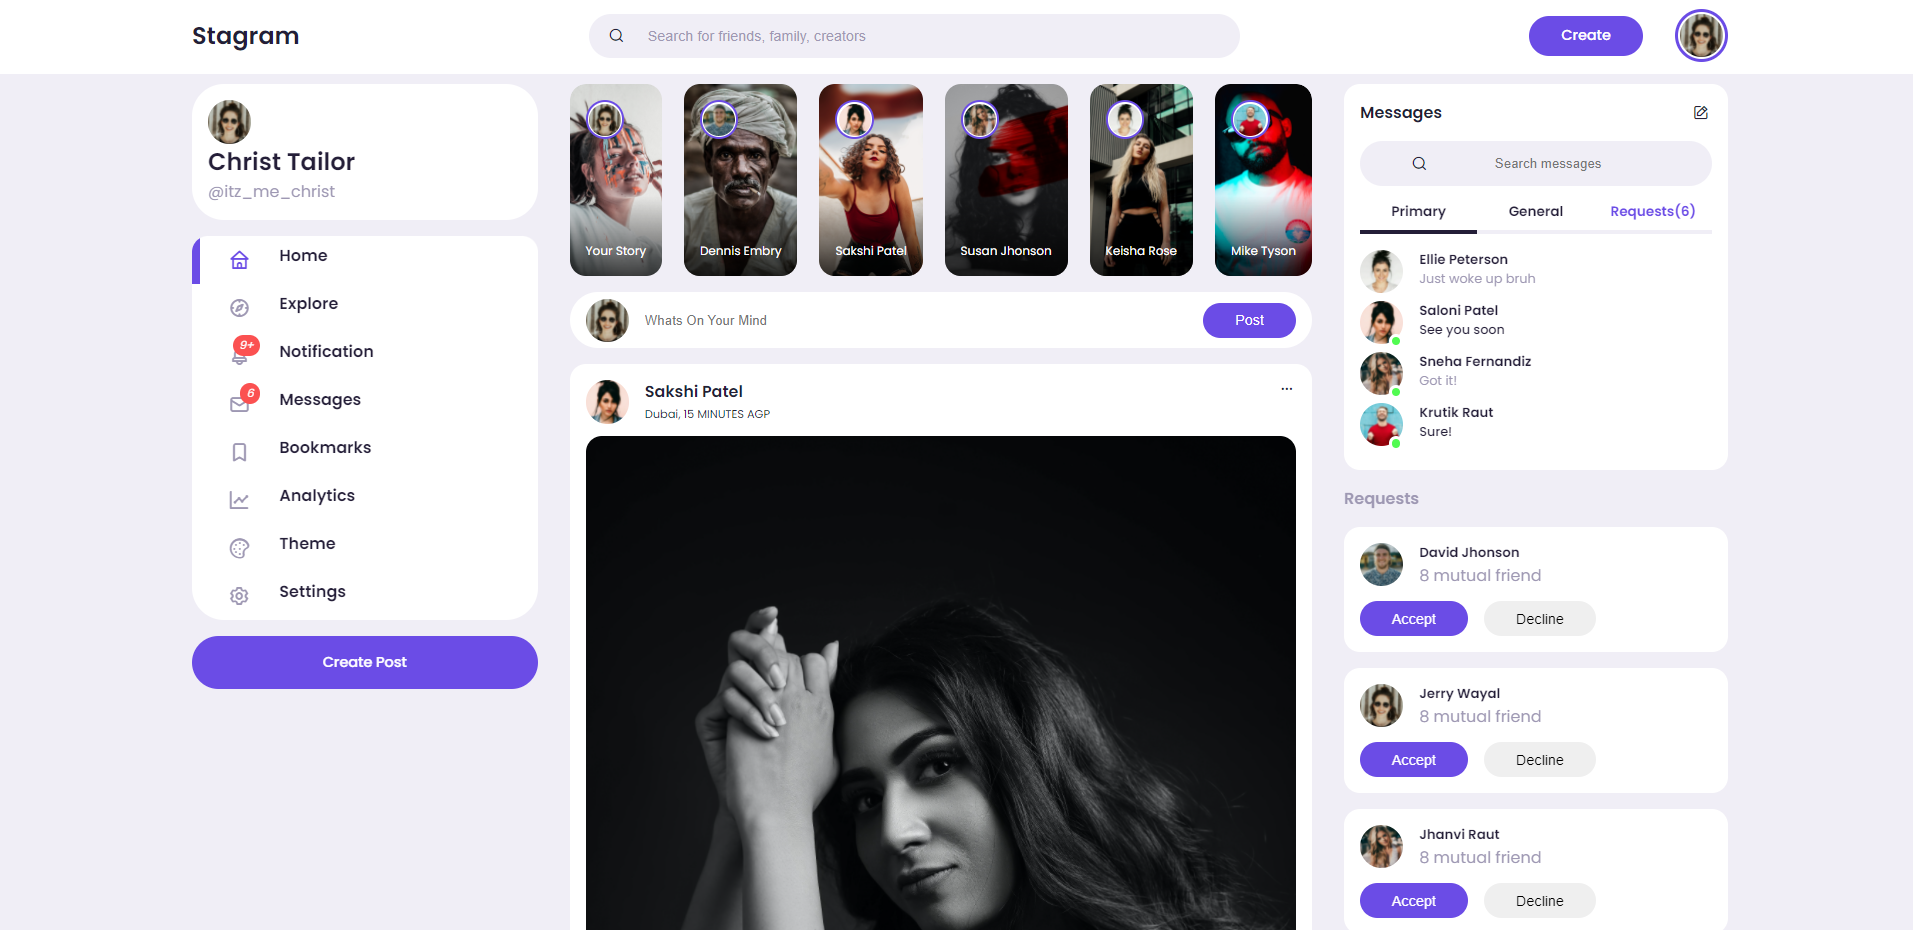 Stagram
Search for friends, family, creators
Create
Christ Tailor
@itz_me_christ
Home
Explore
9+
Notification
6
Messages
Bookmarks
Analytics
Theme
Settings
Create Post
Your Story
Dennis Embry
Sakshi Patel
Susan Jhonson
Keisha Rose
Mike Tyson
Whats On Your Mind
Post
Sakshi Patel
Dubai, 15 MINUTES AGP
Messages
Search messages
Primary
General
Requests(6)
Ellie Peterson
Just woke up bruh
Saloni Patel
See you soon
Sneha Fernandiz
Got it!
Krutik Raut
Sure!
Requests
David Jhonson
8 mutual friend
Accept
Decline
Jerry Wayal
8 mutual friend
Accept
Decline
Jhanvi Raut
8 mutual friend
Accept
Decline